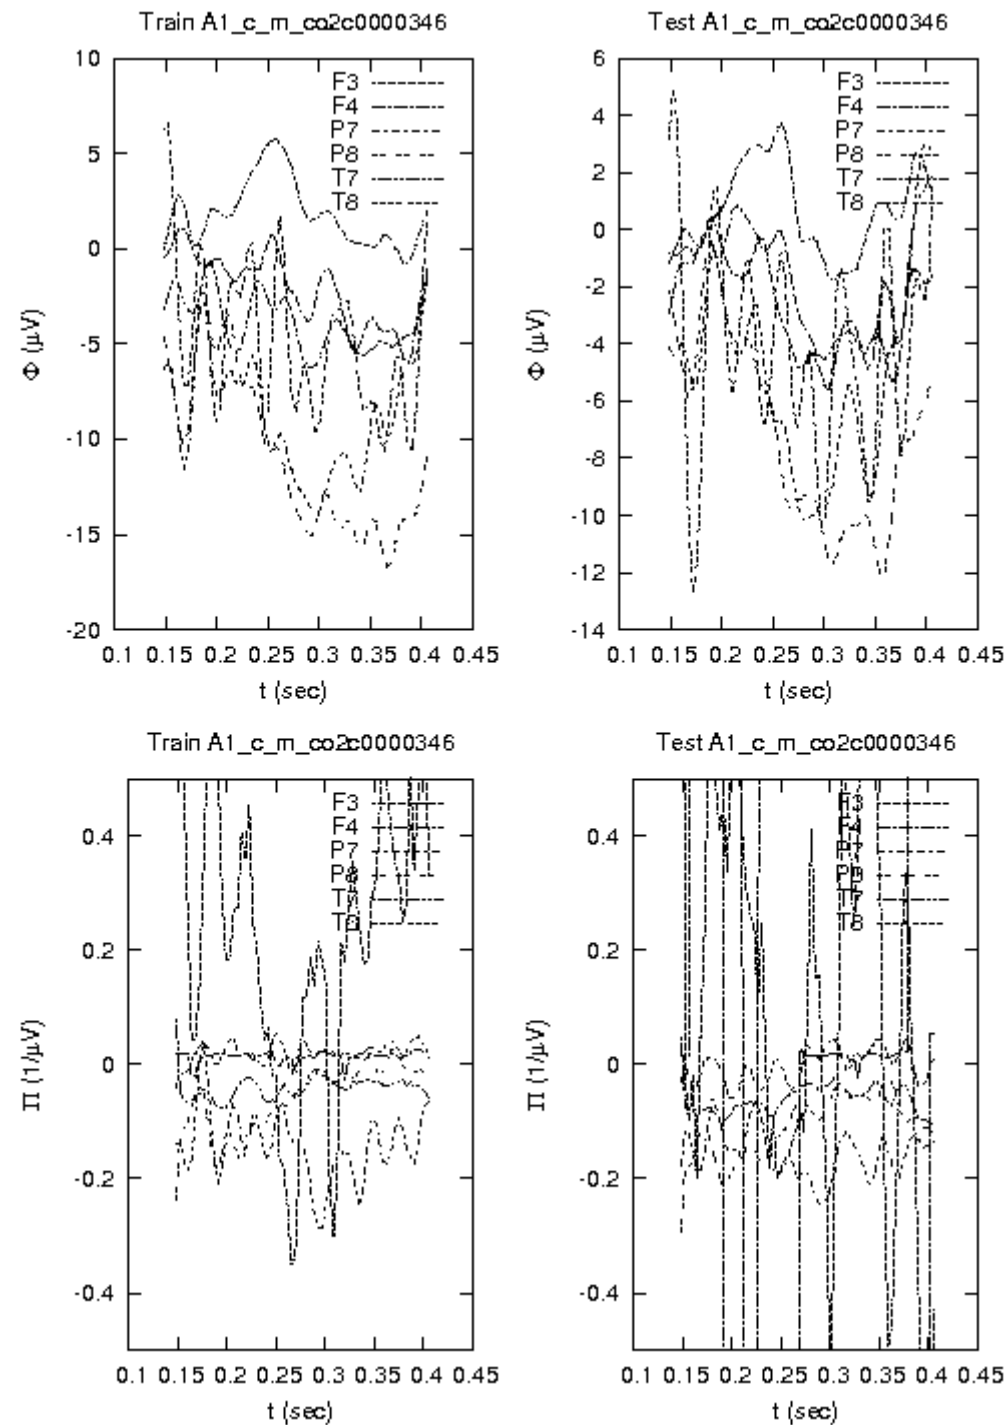 Train A1_c_m_co2c0000346
10
5
0
-5
-10
-15
-20
Φ (µV)
F3
F4
P7
P8
T7
T8
0.1 0.15 0.2 0.25 0.3 0.35 0.4 0.45
t (sec)
Test A1_c_m_co2c0000346
6
4
2
0
-2
-4
-6
-8
-10
-12
-14
Φ (µV)
F3
F4
P7
P8
T7
T8
0.1 0.15 0.2 0.25 0.3 0.35 0.4 0.45
t (sec)
Train A1_c_m_co2c0000346
0.4
0.2
0
-0.2
-0.4
Π (1/µV)
F3
F4
P7
P8
T7
T8
0.1 0.15 0.2 0.25 0.3 0.35 0.4 0.45
t (sec)
Test A1_c_m_co2c0000346
0.4
0.2
0
-0.2
-0.4
Π (1/µV)
F3
F4
P7
P8
T7
T8
0.1 0.15 0.2 0.25 0.3 0.35 0.4 0.45
t (sec)